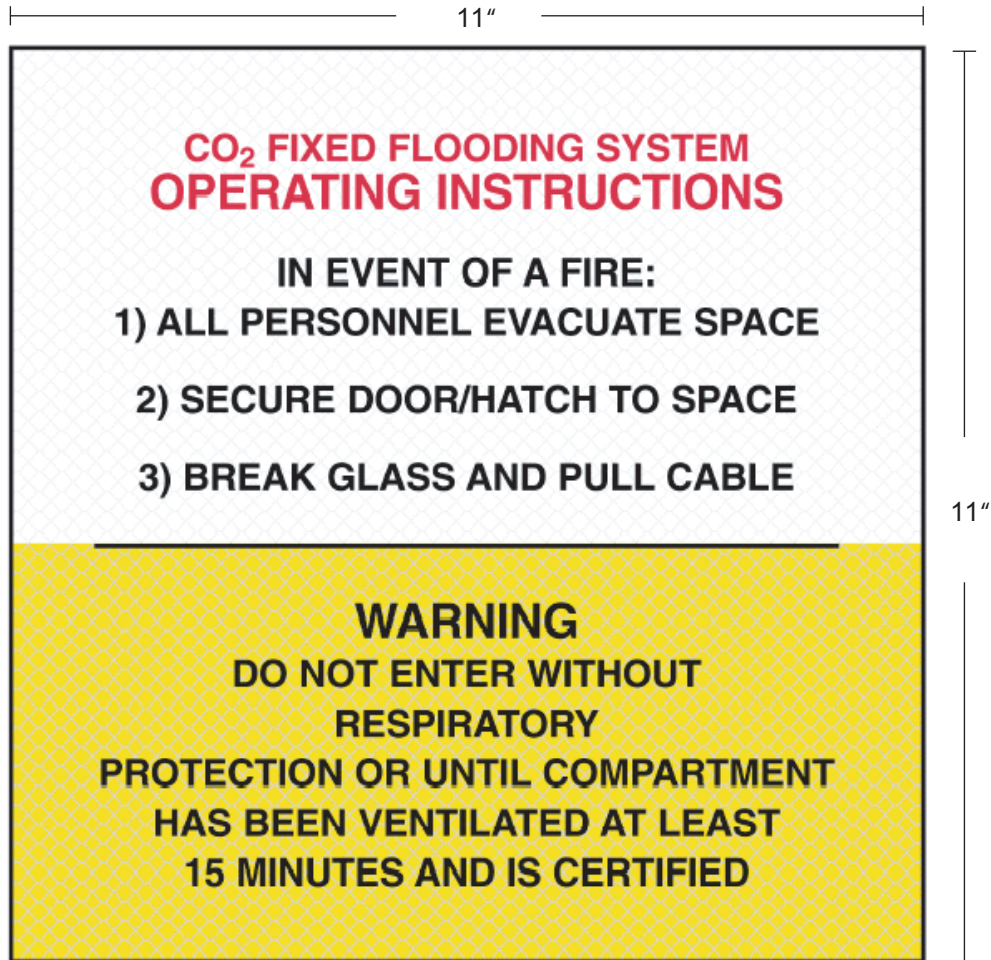 11“
CO₂ FIXED FLOODING SYSTEM
OPERATING INSTRUCTIONS
IN EVENT OF A FIRE:
1) ALL PERSONNEL EVACUATE SPACE
2) SECURE DOOR/HATCH TO SPACE
3) BREAK GLASS AND PULL CABLE
11“
WARNING
DO NOT ENTER WITHOUT
RESPIRATORY
PROTECTION OR UNTIL COMPARTMENT
HAS BEEN VENTILATED AT LEAST
15 MINUTES AND IS CERTIFIED